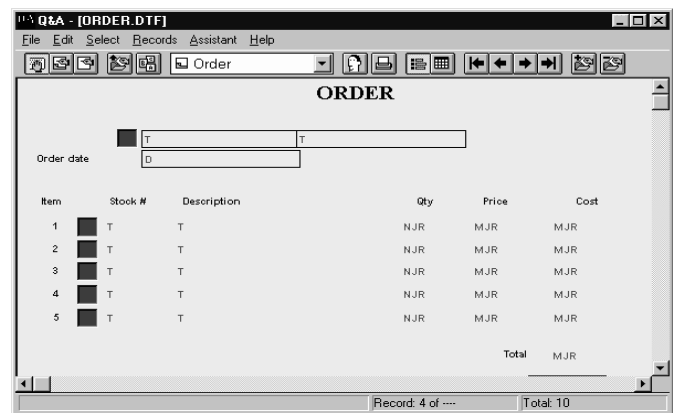 Q&A - [ORDER.DTF]
File Edit Select Records Assistant Help
Order
ORDER
T T
Order date D
Item Stock # Description Qty Price Cost
1 T T NJR MJR MJR
2 T T NJR MJR MJR
3 T T NJR MJR MJR
4 T T NJR MJR MJR
5 T T NJR MJR MJR
Total MJR
Record: 4 of ---- Total: 10